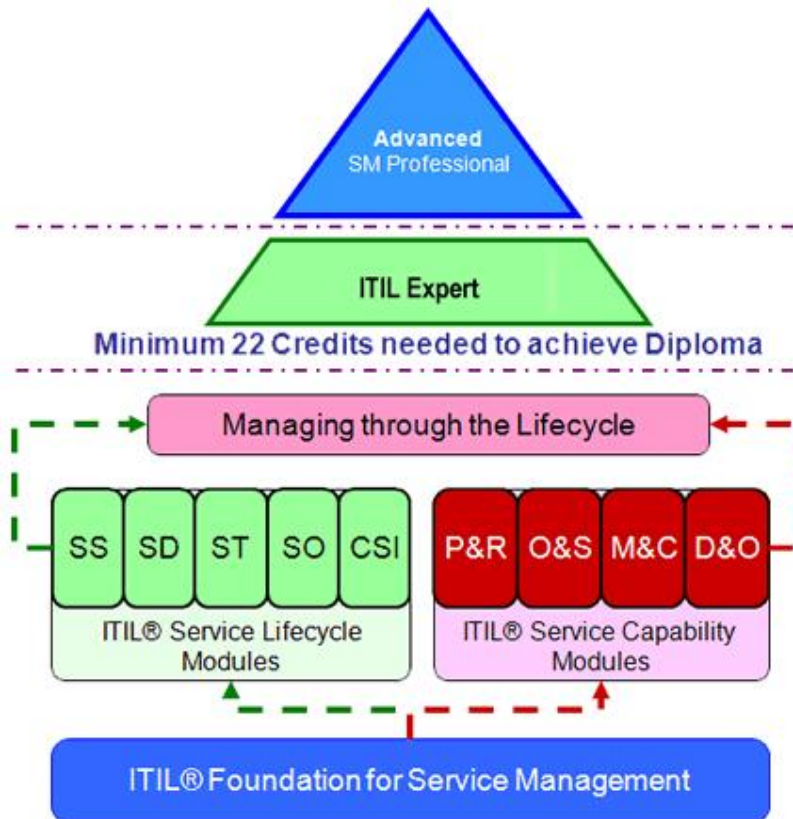 Advanced
SM Professional
ITIL Expert
Minimum 22 Credits needed to achieve Diploma
Managing through the Lifecycle
SS SD ST SO CSI
P&R O&S M&C D&O
ITIL® Service Lifecycle
Modules
ITIL® Service Capability
Modules
ITIL® Foundation for Service Management